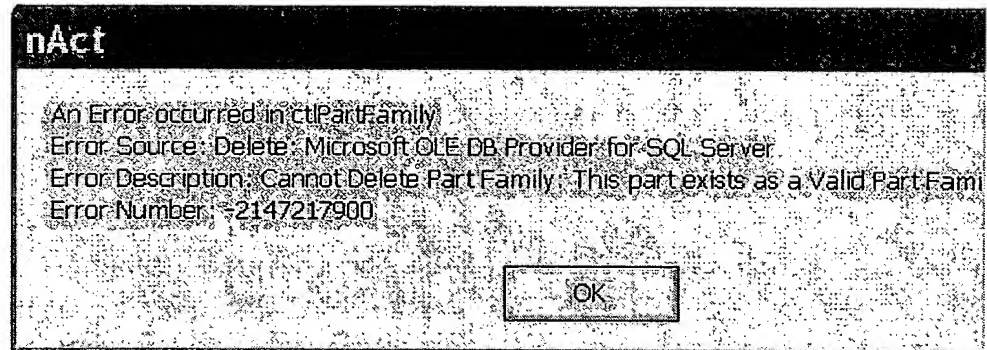 nAct
An Error occurred in ctlPartFamily
Error Source: Delete: Microsoft OLE DB Provider for SQL Server
Error Description: Cannot Delete Part Family: This part exists as a Valid Part Fami
Error Number: -2147217900
OK